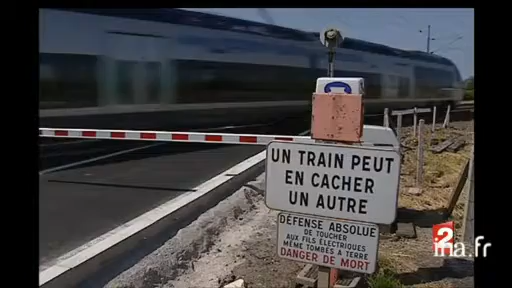 UN TRAIN PEUT
EN CACHER
UN AUTRE
DÉFENSE ABSOLUE
DE TOUCHER
AUX FILS ÉLECTRIQUES
MÊME TOMBÉS A TERRE
DANGER DE MORT
2
ina.fr